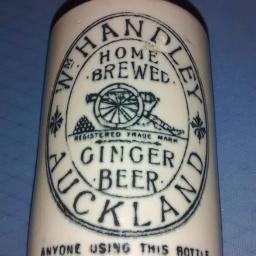 Wm HANDLEY
HOME
BREWED
REGISTERED TRADE MARK
GINGER
BEER
AUCKLAND
ANYONE USING THIS BOTTLE